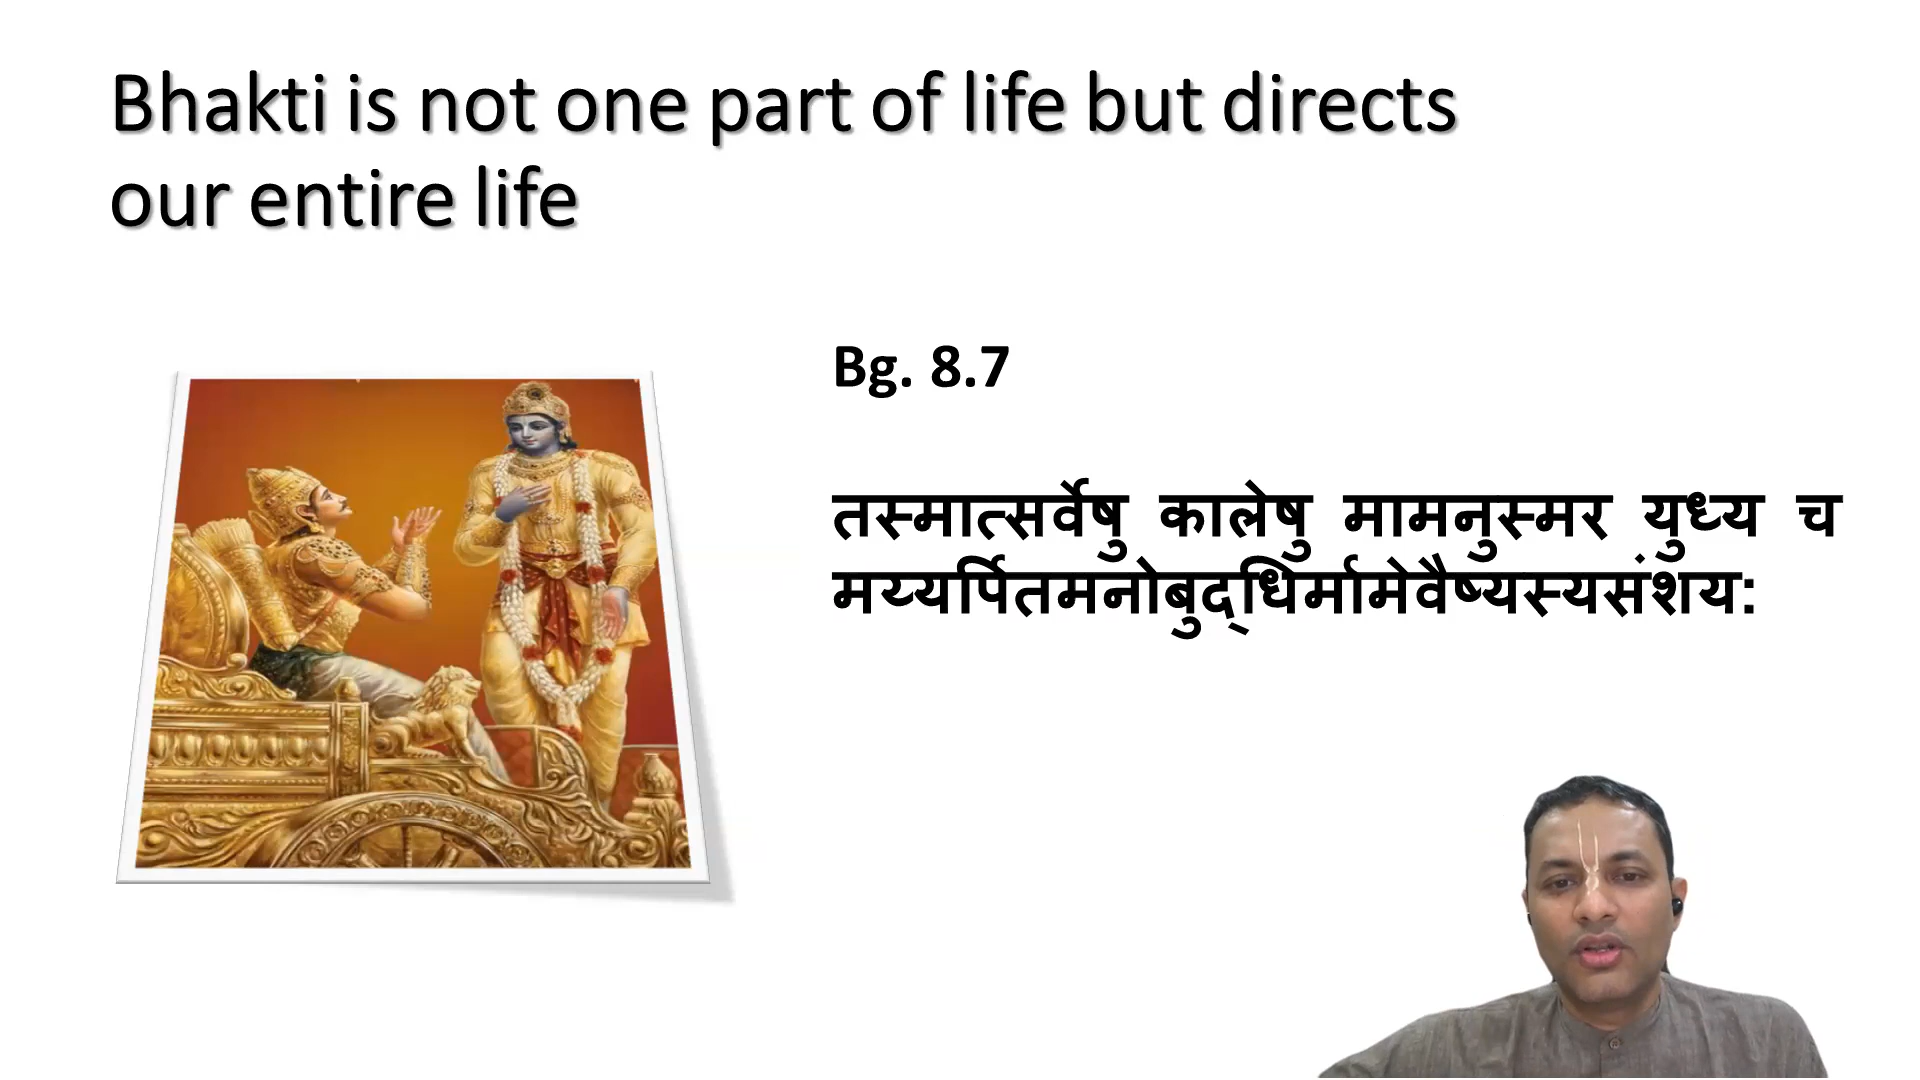 Bhakti is not one part of life but directs
our entire life
Bg. 8.7
तस्मात्सर्वेषु कालेषु मामनुस्मर युध्य च
मय्यर्पितमनोबुद्धिर्मामेवैष्यस्यसंशय: